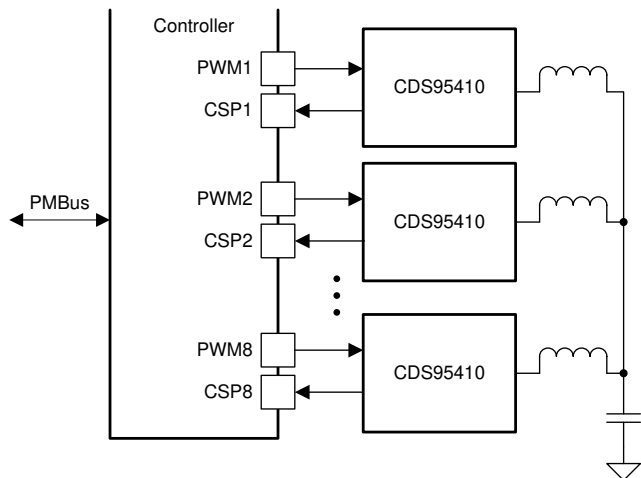 Controller
PWM1
CDS95410
CSP1
PMBus
PWM2
CDS95410
CSP2
PWM8
CDS95410
CSP8